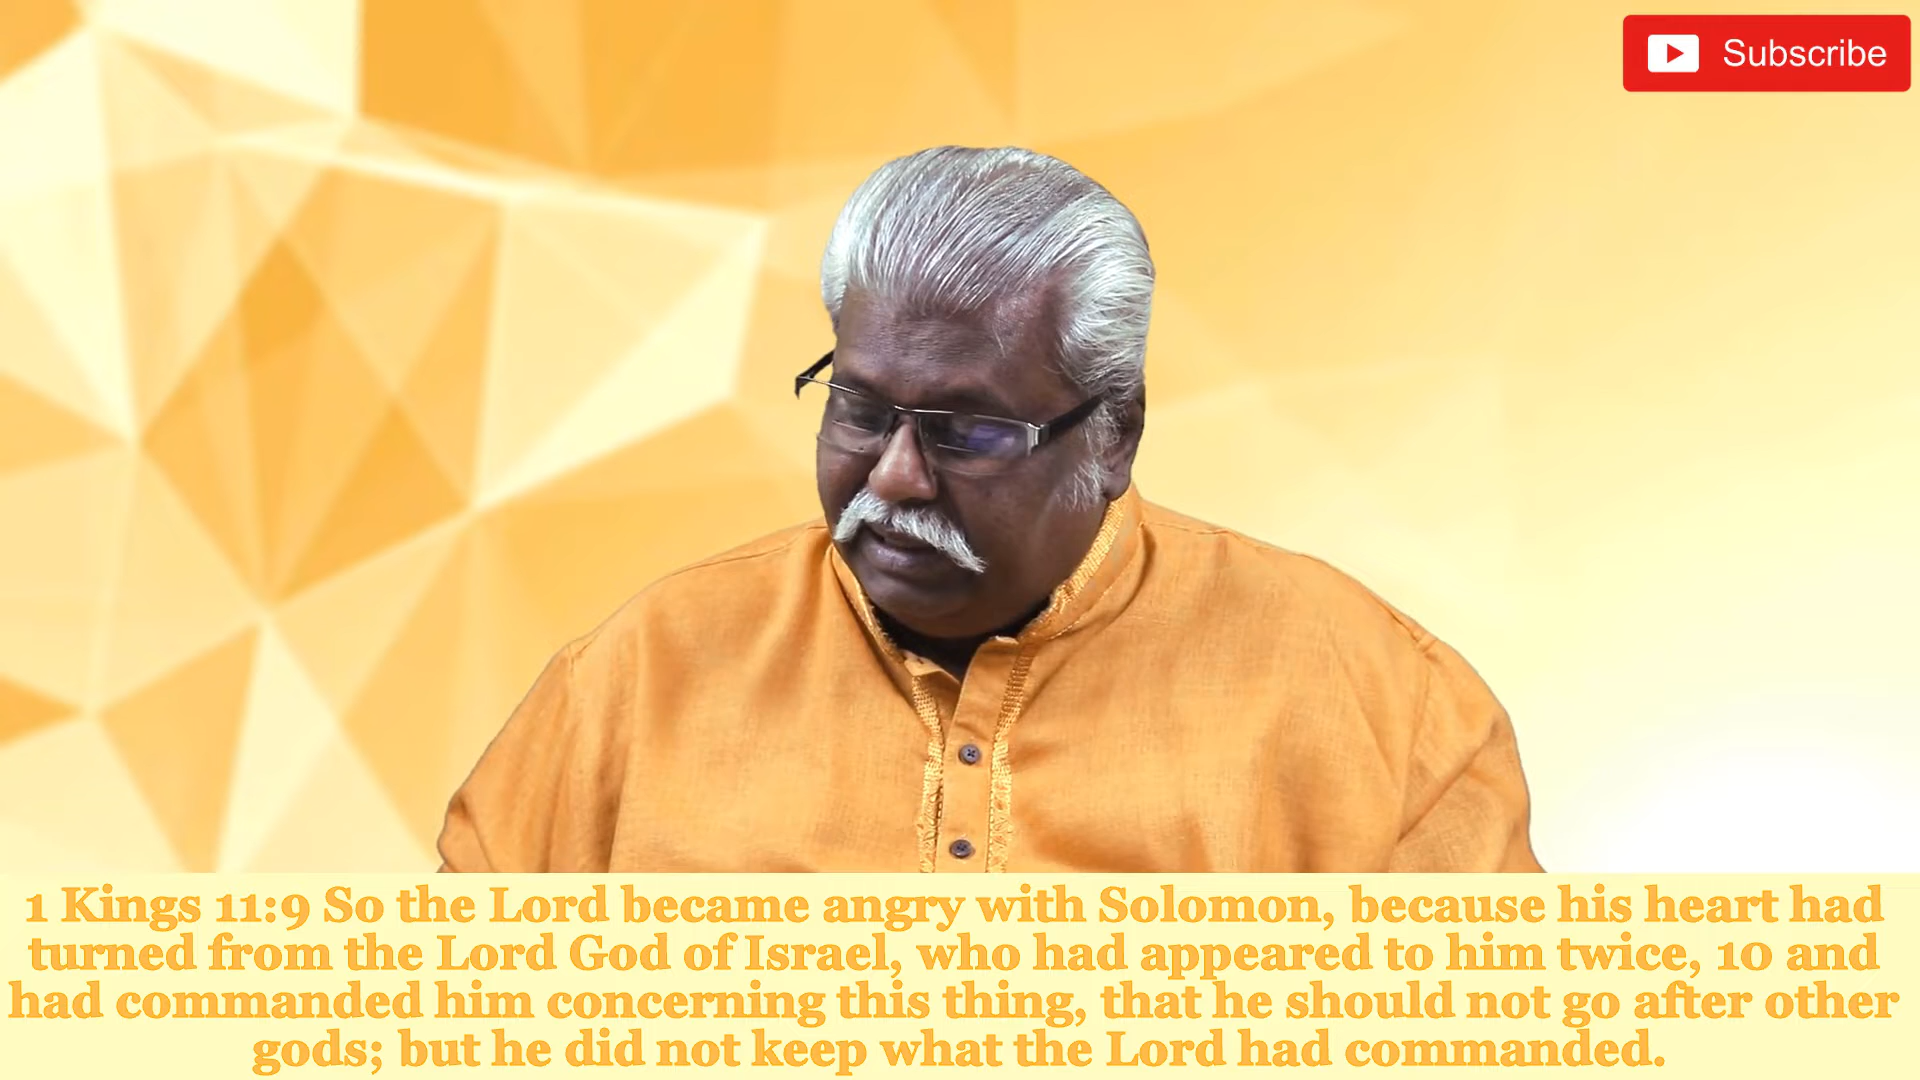 Subscribe
1 Kings 11:9 So the Lord became angry with Solomon, because his heart had
turned from the Lord God of Israel, who had appeared to him twice, 10 and
had commanded him concerning this thing, that he should not go after other
gods; but he did not keep what the Lord had commanded.